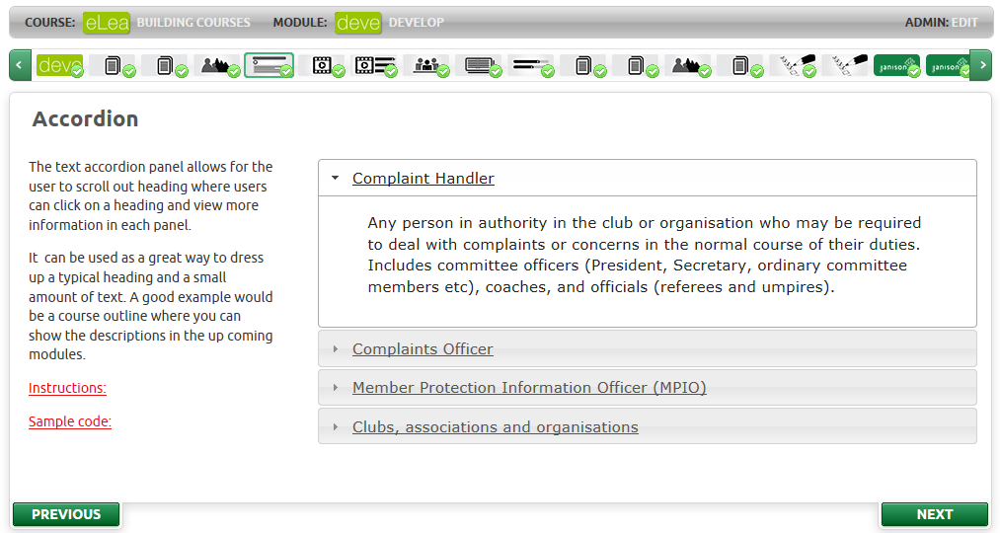 COURSE: eLea BUILDING COURSES MODULE: deve DEVELOP ADMIN: EDIT
< deve janison janison >
Accordion
The text accordion panel allows for the
user to scroll out heading where users
can click on a heading and view more
information in each panel.
It can be used as a great way to dress
up a typical heading and a small
amount of text. A good example would
be a course outline where you can
show the descriptions in the up coming
modules.
Instructions:
Sample code:
Complaint Handler
Any person in authority in the club or organisation who may be required
to deal with complaints or concerns in the normal course of their duties.
Includes committee officers (President, Secretary, ordinary committee
members etc), coaches, and officials (referees and umpires).
Complaints Officer
Member Protection Information Officer (MPIO)
Clubs, associations and organisations
PREVIOUS NEXT